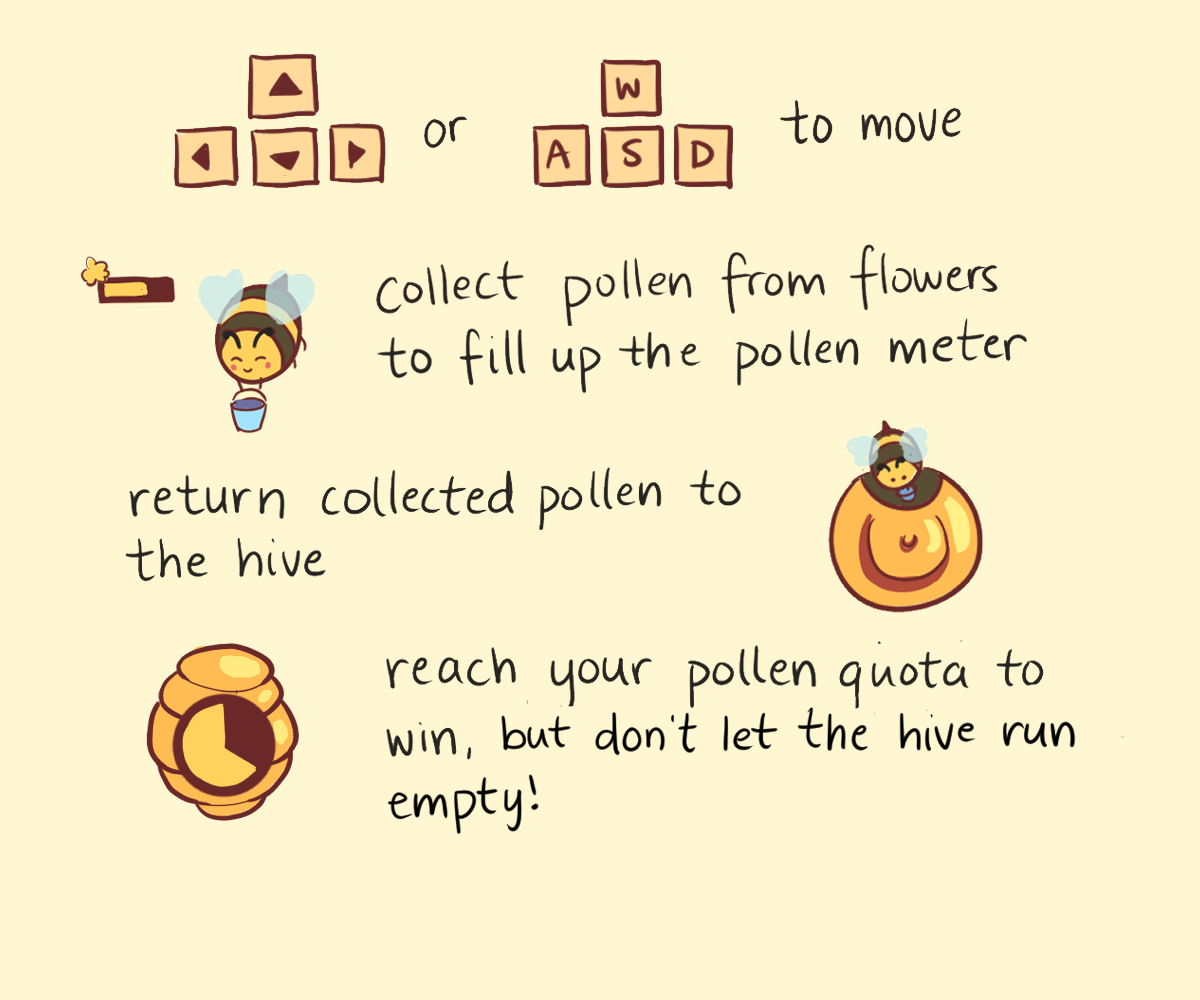 W
or
to move
A S D
collect pollen from flowers
to fill up the pollen meter
return collected pollen to
the hive
reach your pollen quota to
win, but don't let the hive run
empty!